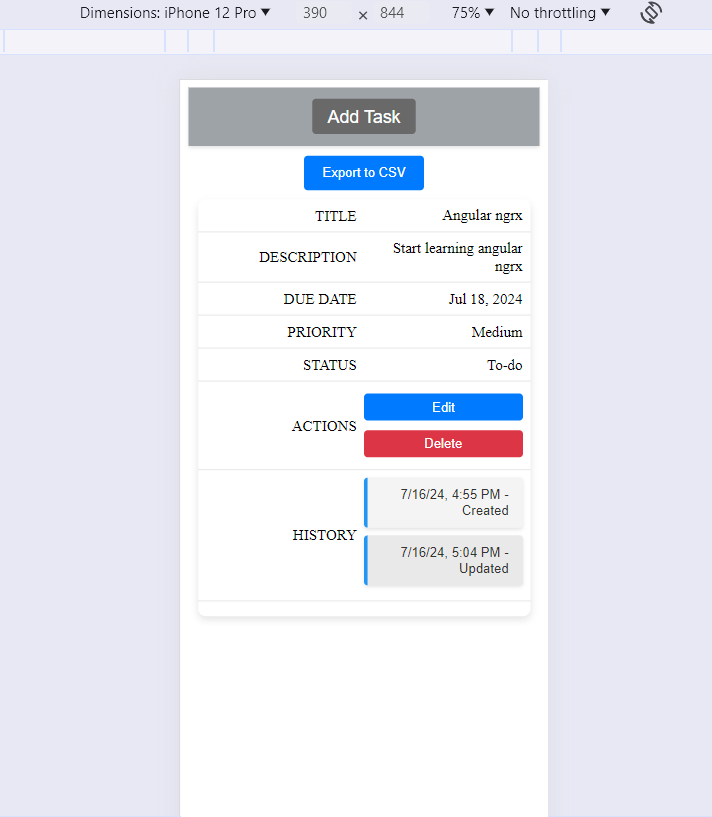 Dimensions: iPhone 12 Pro ▼ 390 × 844 75% ▼ No throttling ▼
Add Task
Export to CSV
TITLE Angular ngrx
DESCRIPTION Start learning angular
ngrx
DUE DATE Jul 18, 2024
PRIORITY Medium
STATUS To-do
ACTIONS Edit
Delete
HISTORY 7/16/24, 4:55 PM -
Created
7/16/24, 5:04 PM -
Updated